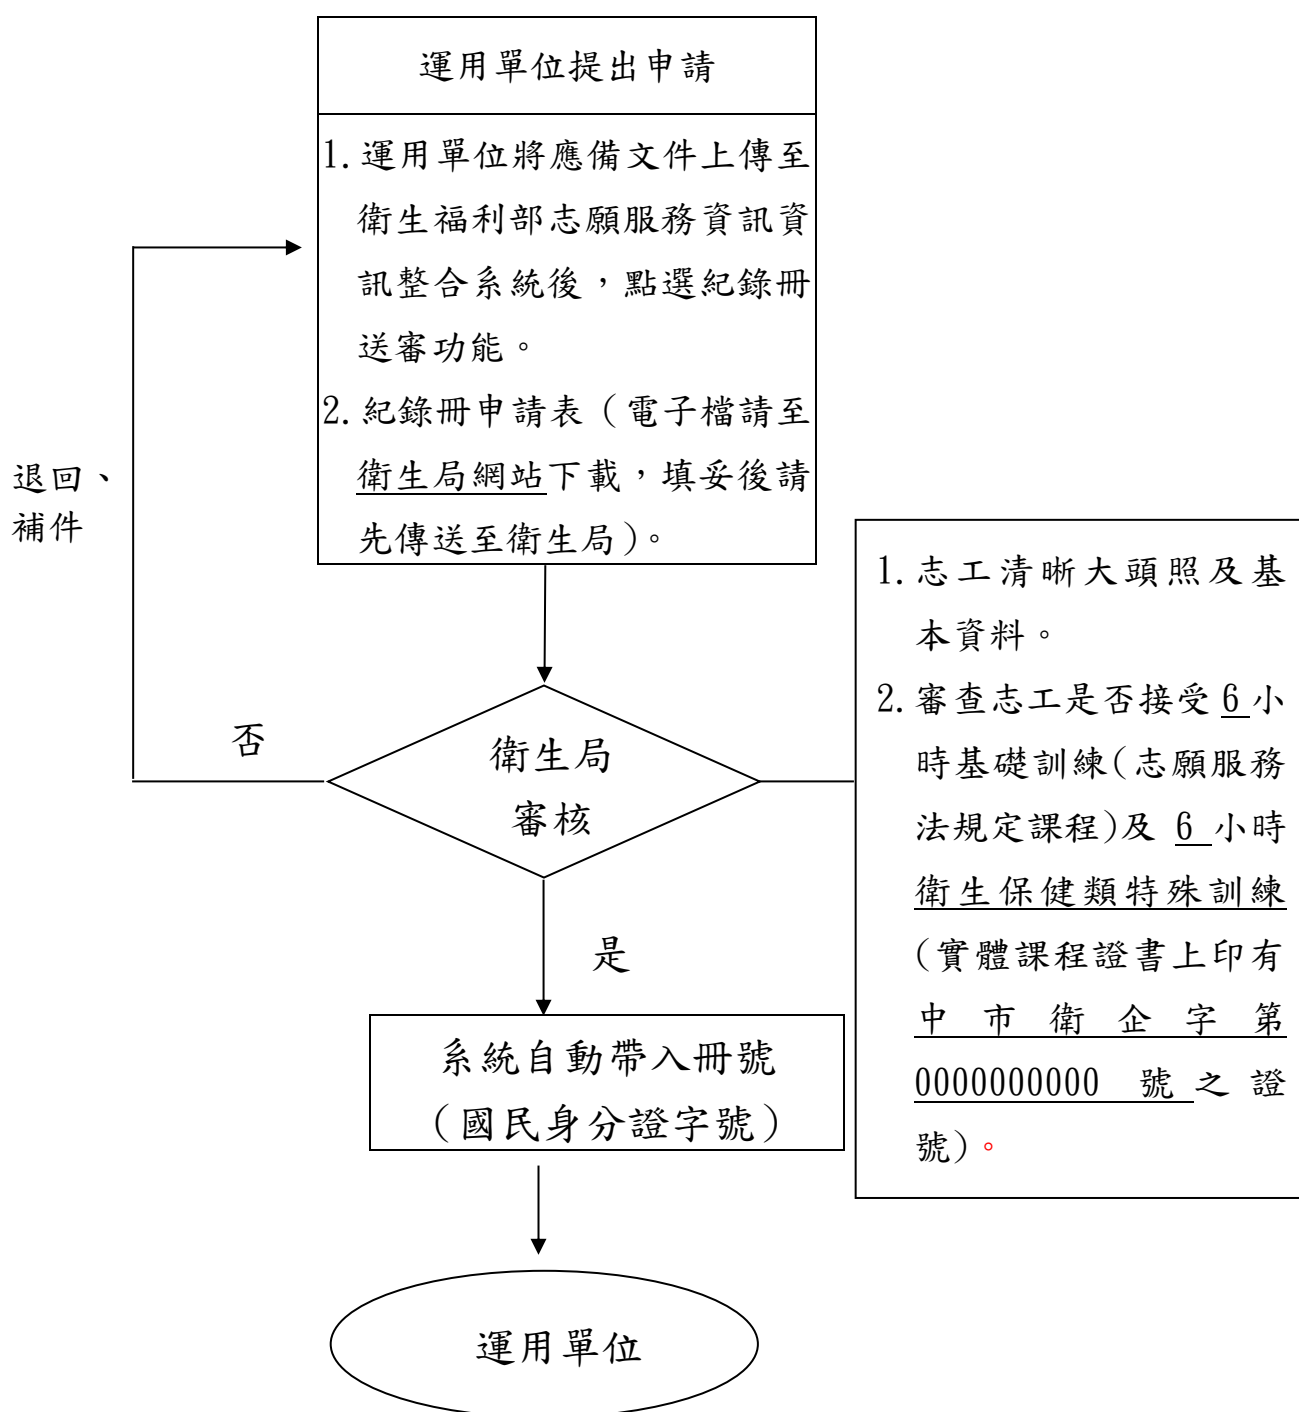 運用單位提出申請
1.運用單位將應備文件上傳至
衛生福利部志願服務資訊資
訊整合系統後，點選紀錄冊
送審功能。
2.紀錄冊申請表（電子檔請至
衛生局網站下載，填妥後請
先傳送至衛生局）。
退回、
補件
否
衛生局
審核
1.志工清晰大頭照及基
本資料。
2.審查志工是否接受 6 小
時基礎訓練(志願服務
法規定課程)及 6 小時
衛生保健類特殊訓練
(實體課程證書上印有
中市衛企字第
0000000000 號之證
號)。
是
系統自動帶入冊號
（國民身分證字號）
運用單位